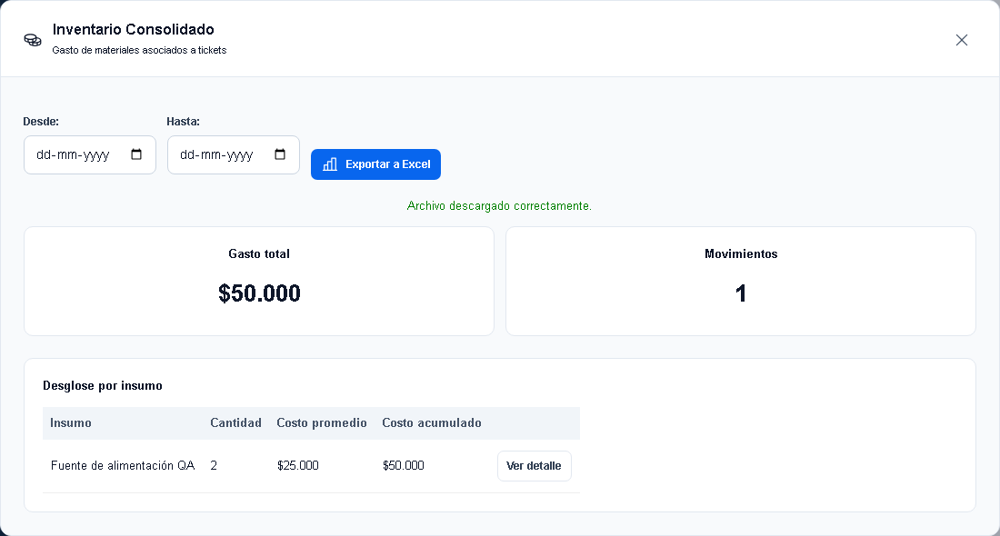 Inventario Consolidado
Gasto de materiales asociados a tickets
Desde:
Hasta:
dd-mm-yyyy
dd-mm-yyyy
Exportar a Excel
Archivo descargado correctamente.
Gasto total
$50.000
Movimientos
1
Desglose por insumo
Insumo Cantidad Costo promedio Costo acumulado
Fuente de alimentación QA 2 $25.000 $50.000 Ver detalle